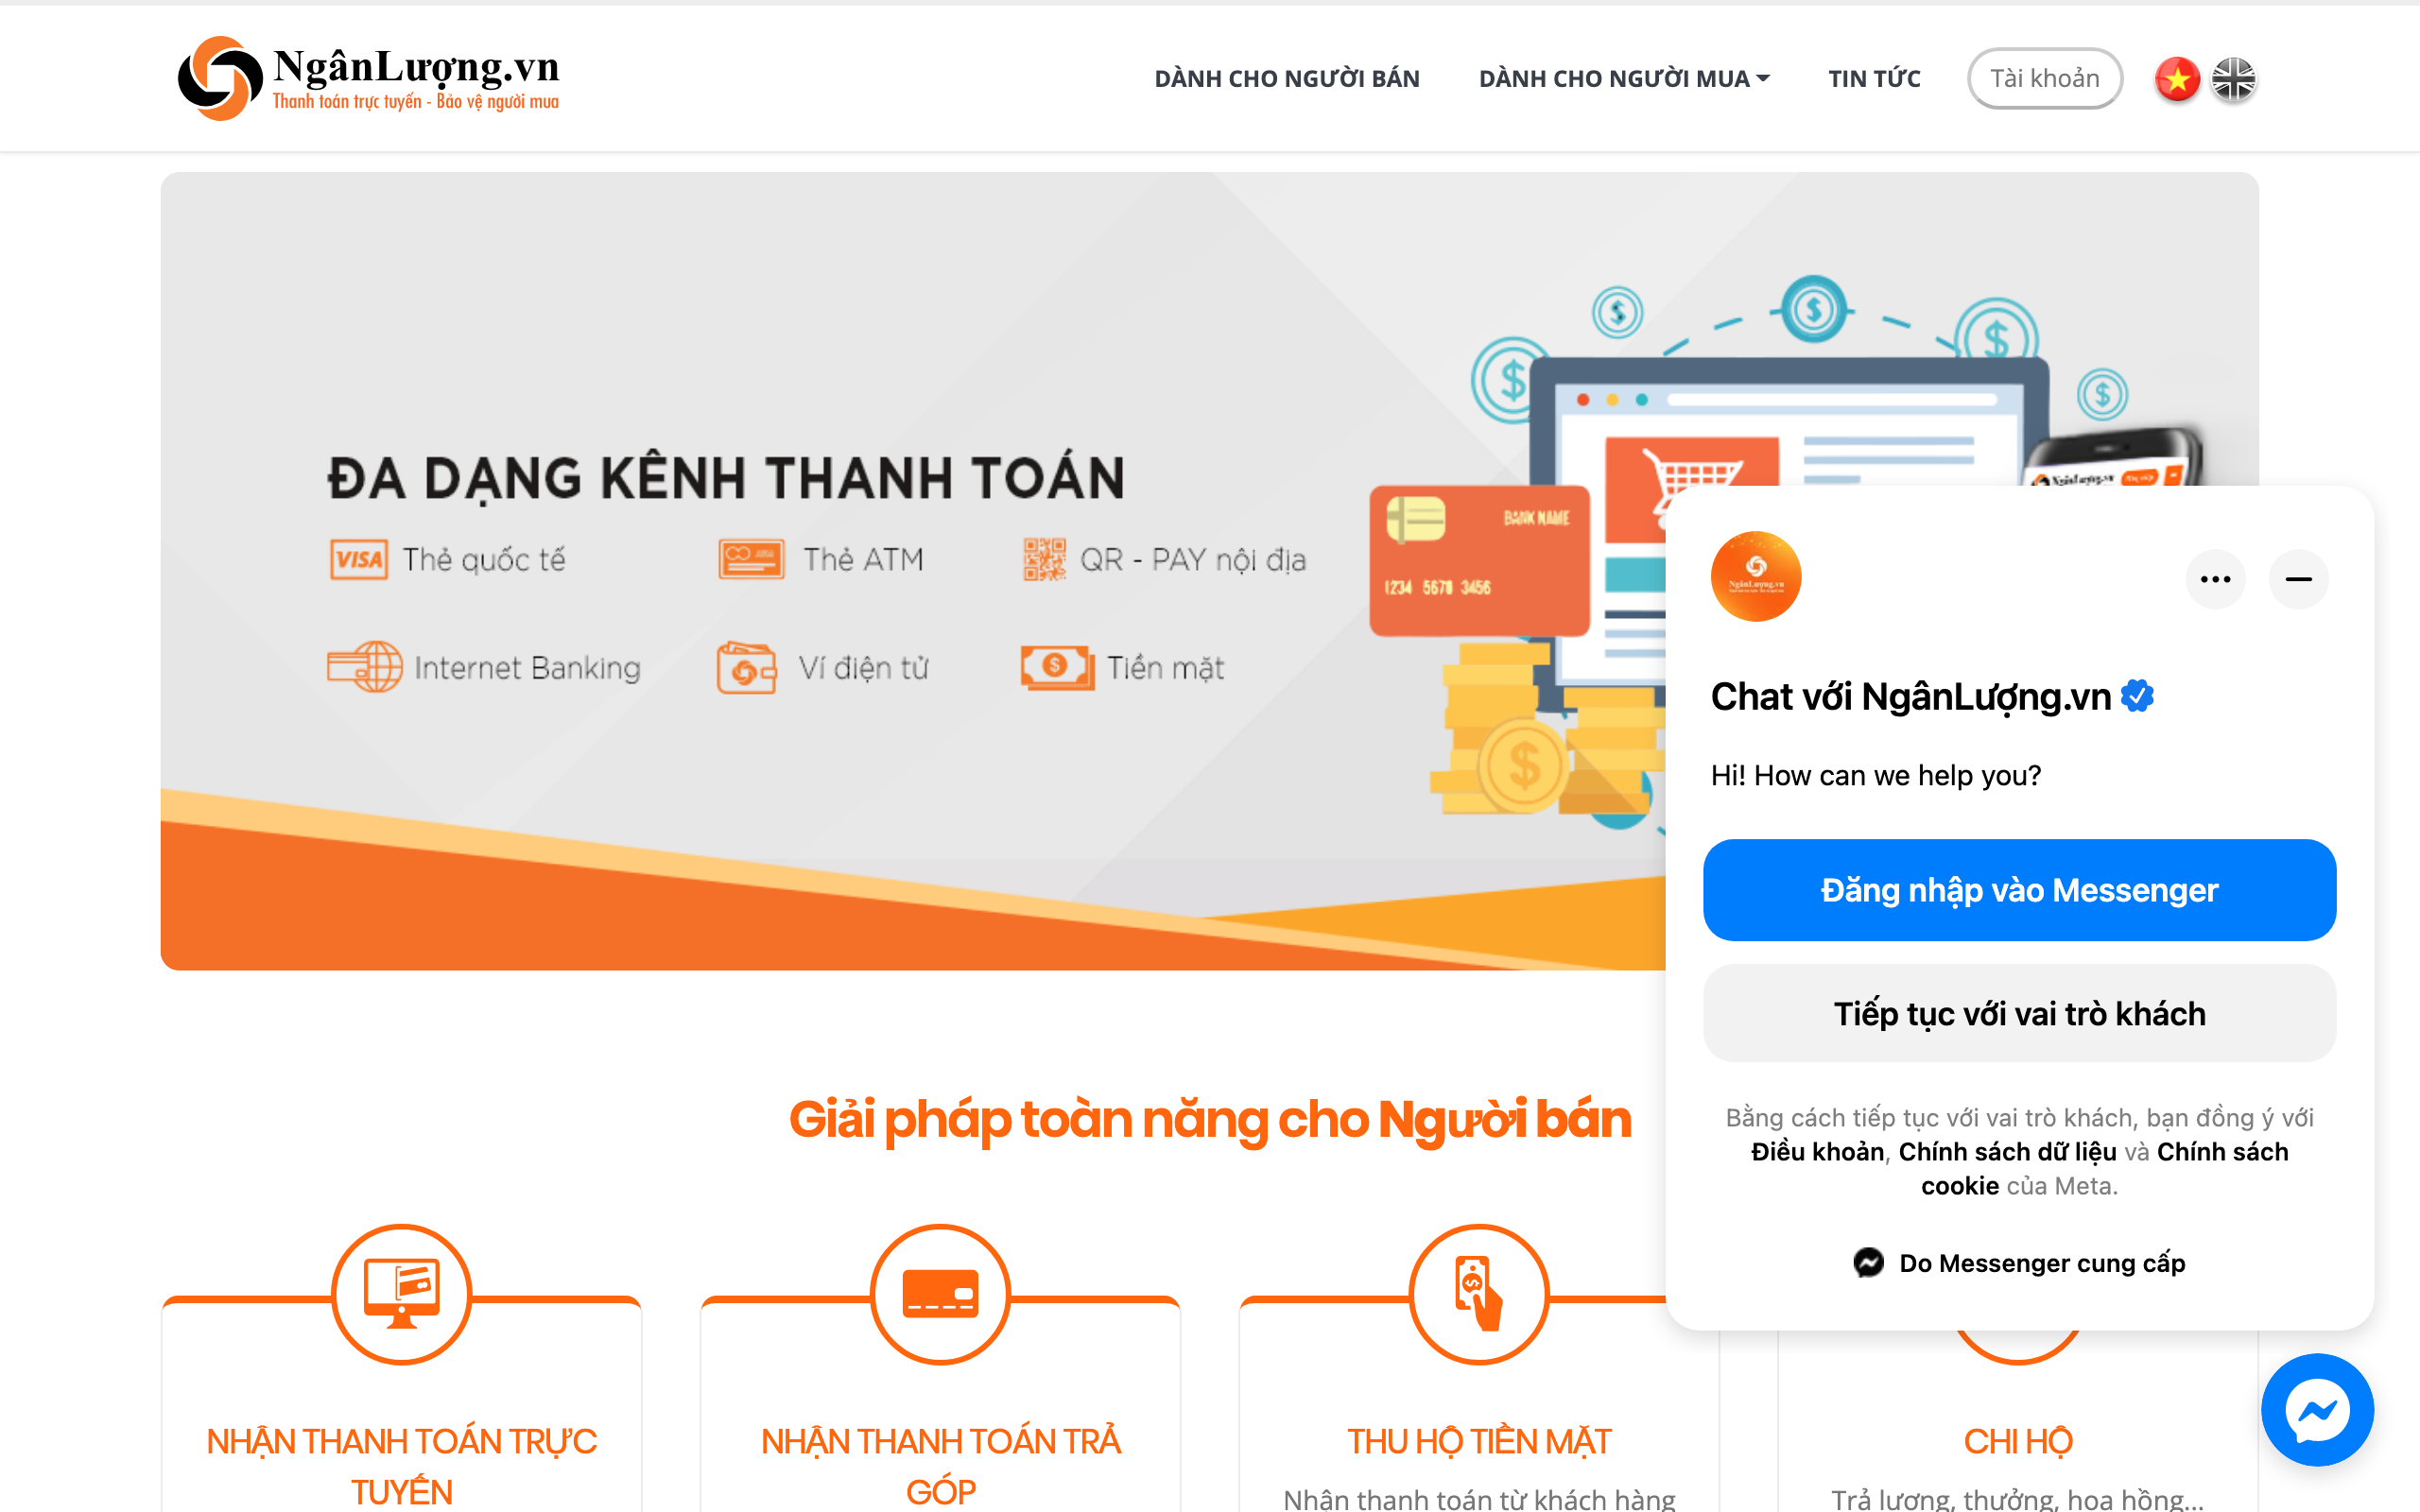 NgânLượng.vn
Thanh toán trực tuyến - Bảo vệ người mua
DÀNH CHO NGƯỜI BÁN
DÀNH CHO NGƯỜI MUA
TIN TỨC
Tài khoản
ĐA DẠNG KÊNH THANH TOÁN
VISA Thẻ quốc tế
Thẻ ATM
QR - PAY nội địa
Internet Banking
Ví điện tử
Tiền mặt
BANK NAME
1234 5678 3456
NgânLượng.vn
NgânLượng.vn
Chat với NgânLượng.vn
Hi! How can we help you?
Đăng nhập vào Messenger
Tiếp tục với vai trò khách
Bằng cách tiếp tục với vai trò khách, bạn đồng ý với
Điều khoản, Chính sách dữ liệu và Chính sách
cookie của Meta.
Do Messenger cung cấp
Giải pháp toàn năng cho Người bán
NHẬN THANH TOÁN TRỰC
TUYẾN
NHẬN THANH TOÁN TRẢ
GÓP
THU HỘ TIỀN MẶT
Nhận thanh toán từ khách hàng
CHI HỘ
Trả lương, thưởng, hoa hồng...